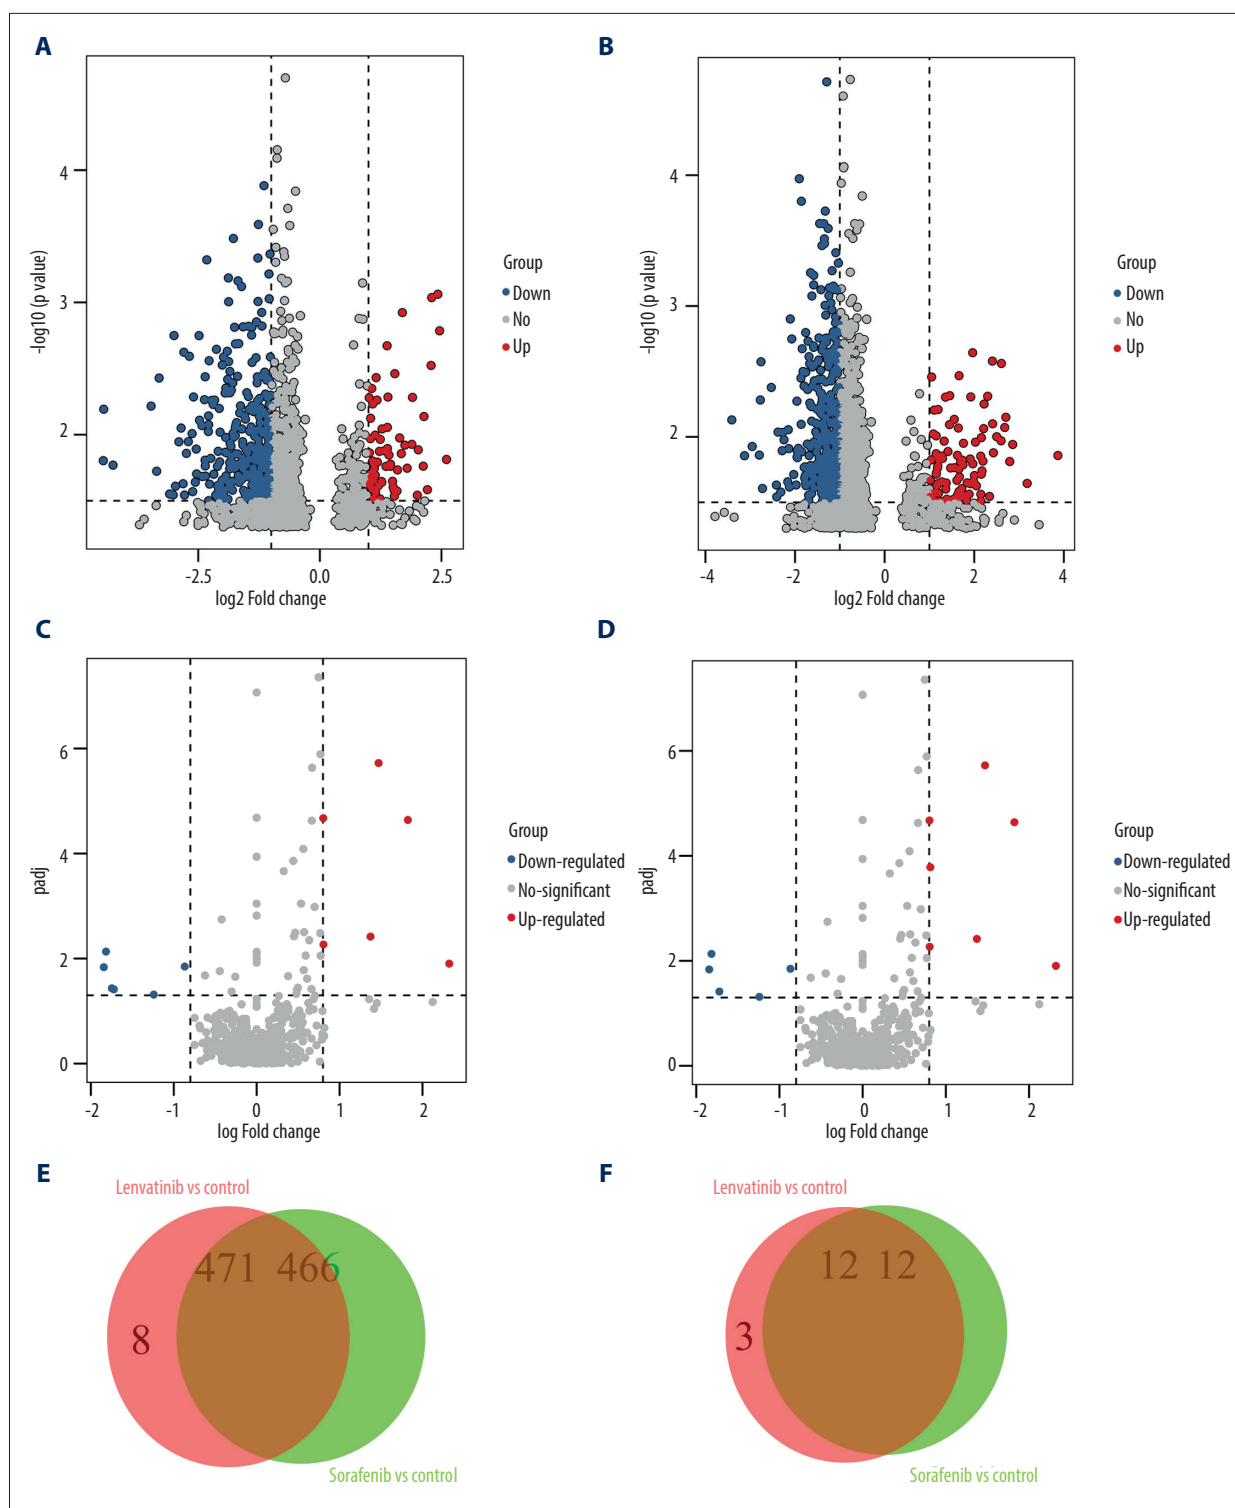 A
B
4
3
2
-log10 (p value)
-2.5
0.0
2.5
log2 Fold change
Group
Down
No
Up
4
3
2
-log10 (p value)
-4
-2
0
2
4
log2 Fold change
Group
Down
No
Up
C
D
6
4
2
0
padj
-2
-1
0
1
2
log Fold change
Group
Down-regulated
No-significant
Up-regulated
6
4
2
0
padj
-2
-1
0
1
2
log Fold change
Group
Down-regulated
No-significant
Up-regulated
E
Lenvatinib vs control
471 466
8
Sorafenib vs control
F
Lenvatinib vs control
12 12
3
Sorafenib vs control